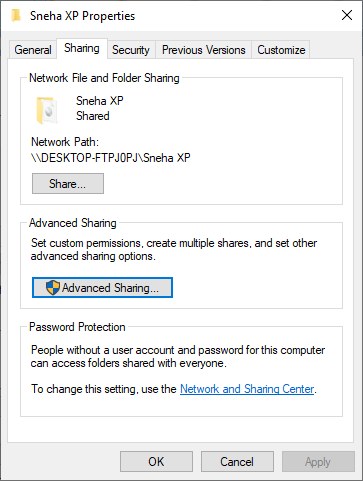 Sneha XP Properties
General Sharing Security Previous Versions Customize
Network File and Folder Sharing
Sneha XP
Shared
Network Path:
\\DESKTOP-FTPJ0PJ\Sneha XP
Share...
Advanced Sharing
Set custom permissions, create multiple shares, and set other
advanced sharing options.
Advanced Sharing...
Password Protection
People without a user account and password for this computer
can access folders shared with everyone.
To change this setting, use the Network and Sharing Center.
OK Cancel Apply